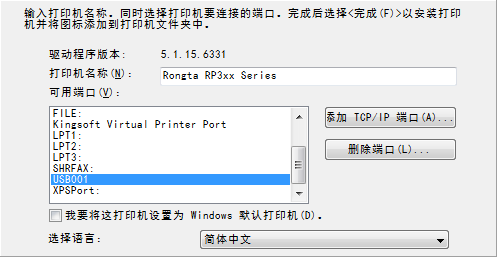 输入打印机名称。同时选择打印机要连接的端口。完成后选择<完成(F)>以安装打印
机并将图标添加到打印机文件夹中。
驱动程序版本: 5.1.15.6331
打印机名称(N): Rongta RP3xx Series
可用端口(V):
FILE:
Kingsoft Virtual Printer Port
LPT1:
LPT2:
LPT3:
SHRFAX:
USB001
XPSPort:
添加 TCP/IP 端口(A)...
删除端口(L)...
我要将这打印机设置为 Windows 默认打印机(D)。
选择语言: 简体中文